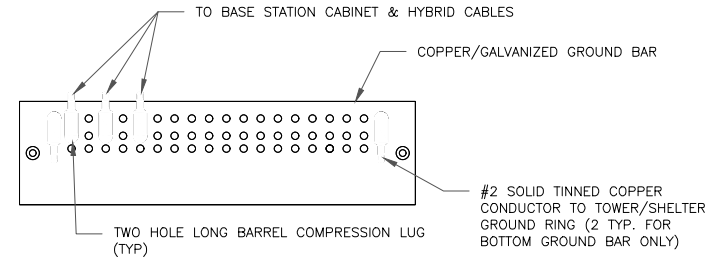 TO BASE STATION CABINET & HYBRID CABLES
COPPER/GALVANIZED GROUND BAR
#2 SOLID TINNED COPPER
CONDUCTOR TO TOWER/SHELTER
GROUND RING (2 TYP. FOR
BOTTOM GROUND BAR ONLY)
TWO HOLE LONG BARREL COMPRESSION LUG
(TYP)